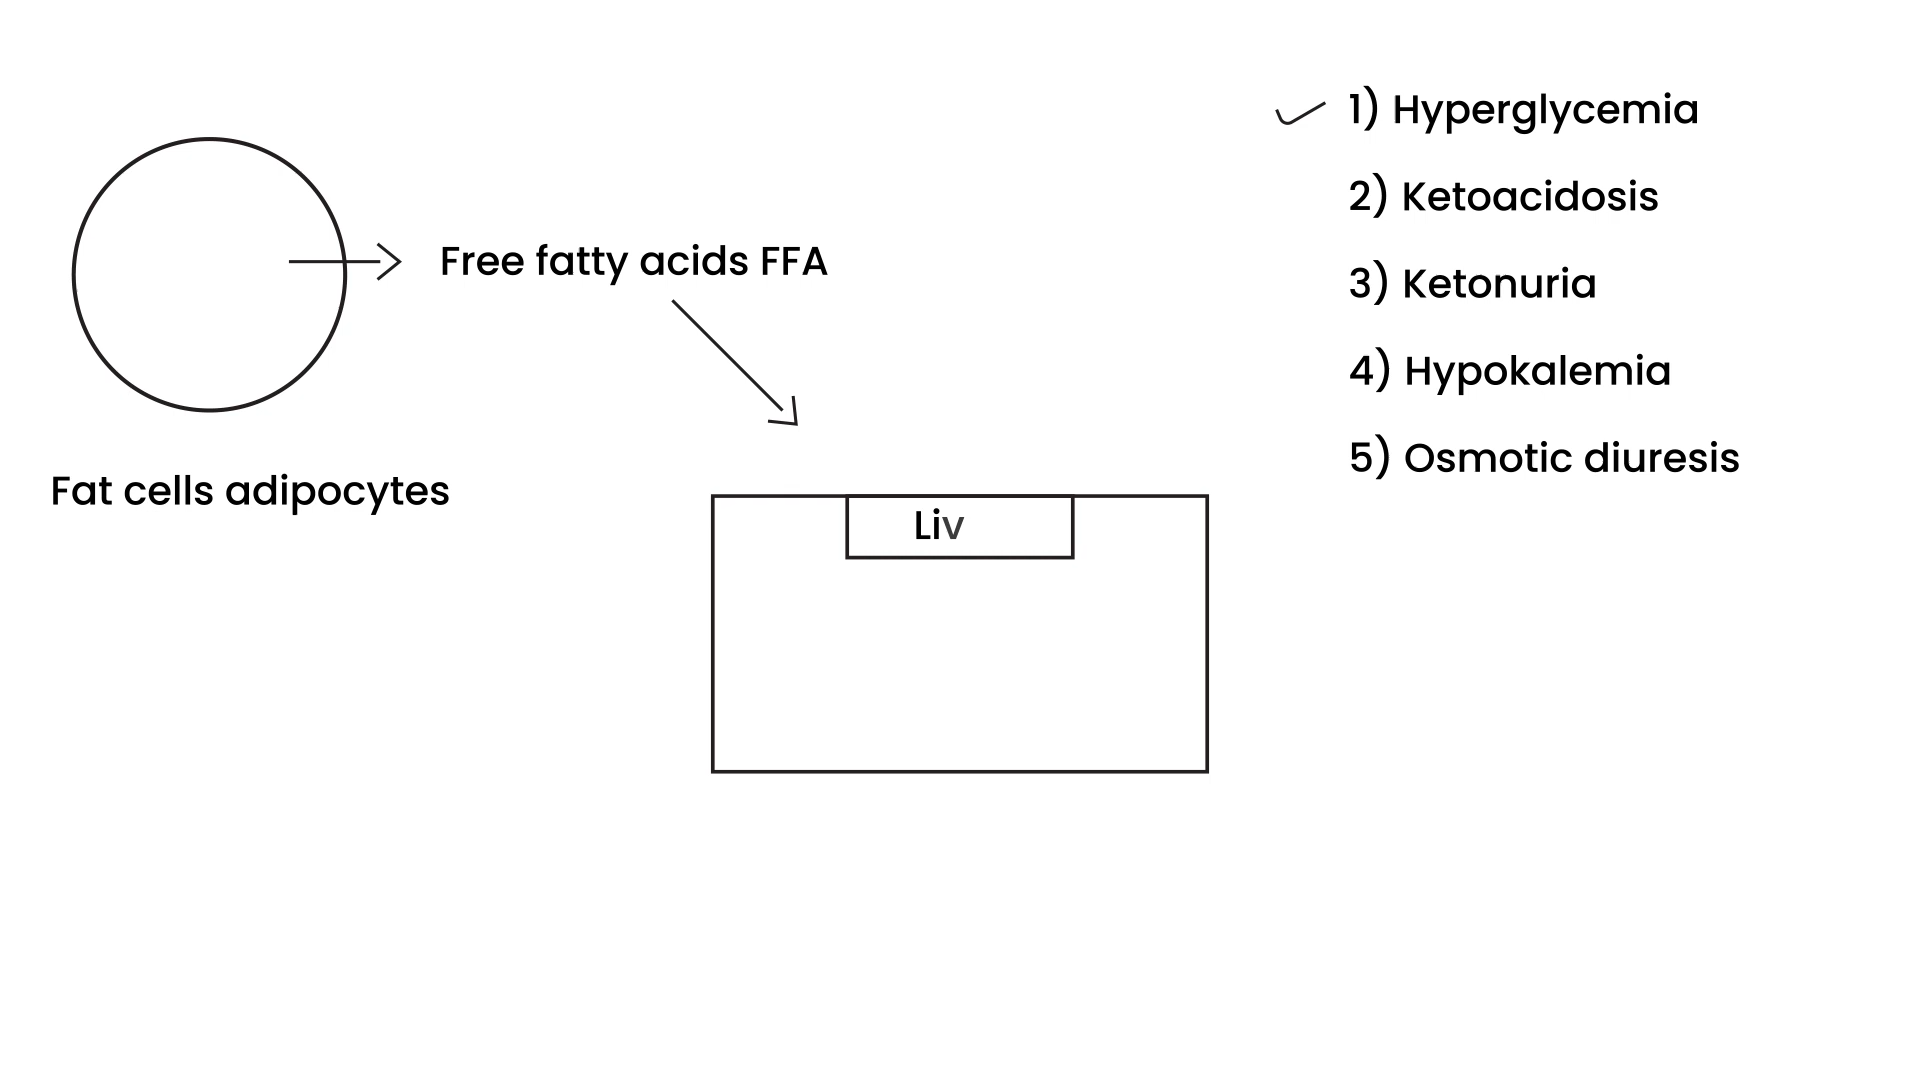 1) Hyperglycemia
2) Ketoacidosis
Free fatty acids FFA
3) Ketonuria
4) Hypokalemia
5) Osmotic diuresis
Fat cells adipocytes
Liv